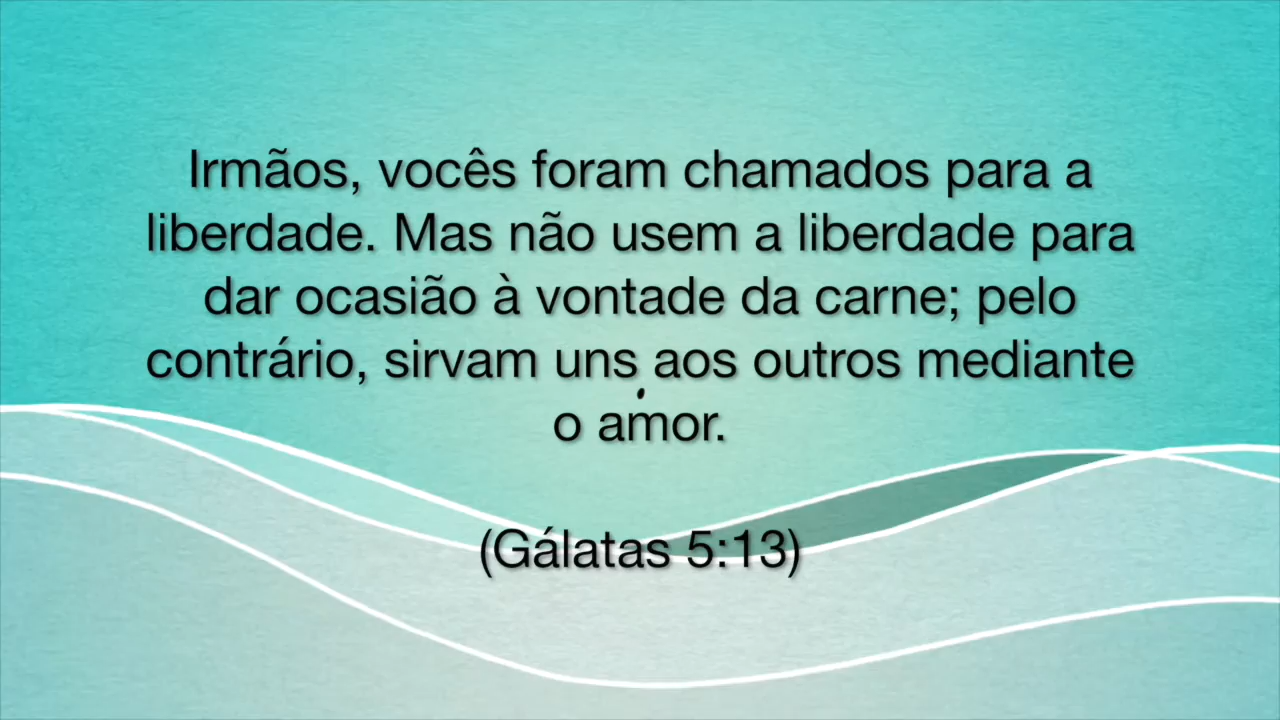 Irmãos, vocês foram chamados para a
liberdade. Mas não usem a liberdade para
dar ocasião à vontade da carne; pelo
contrário, sirvam uns aos outros mediante
o amor.
(Gálatas 5:13)